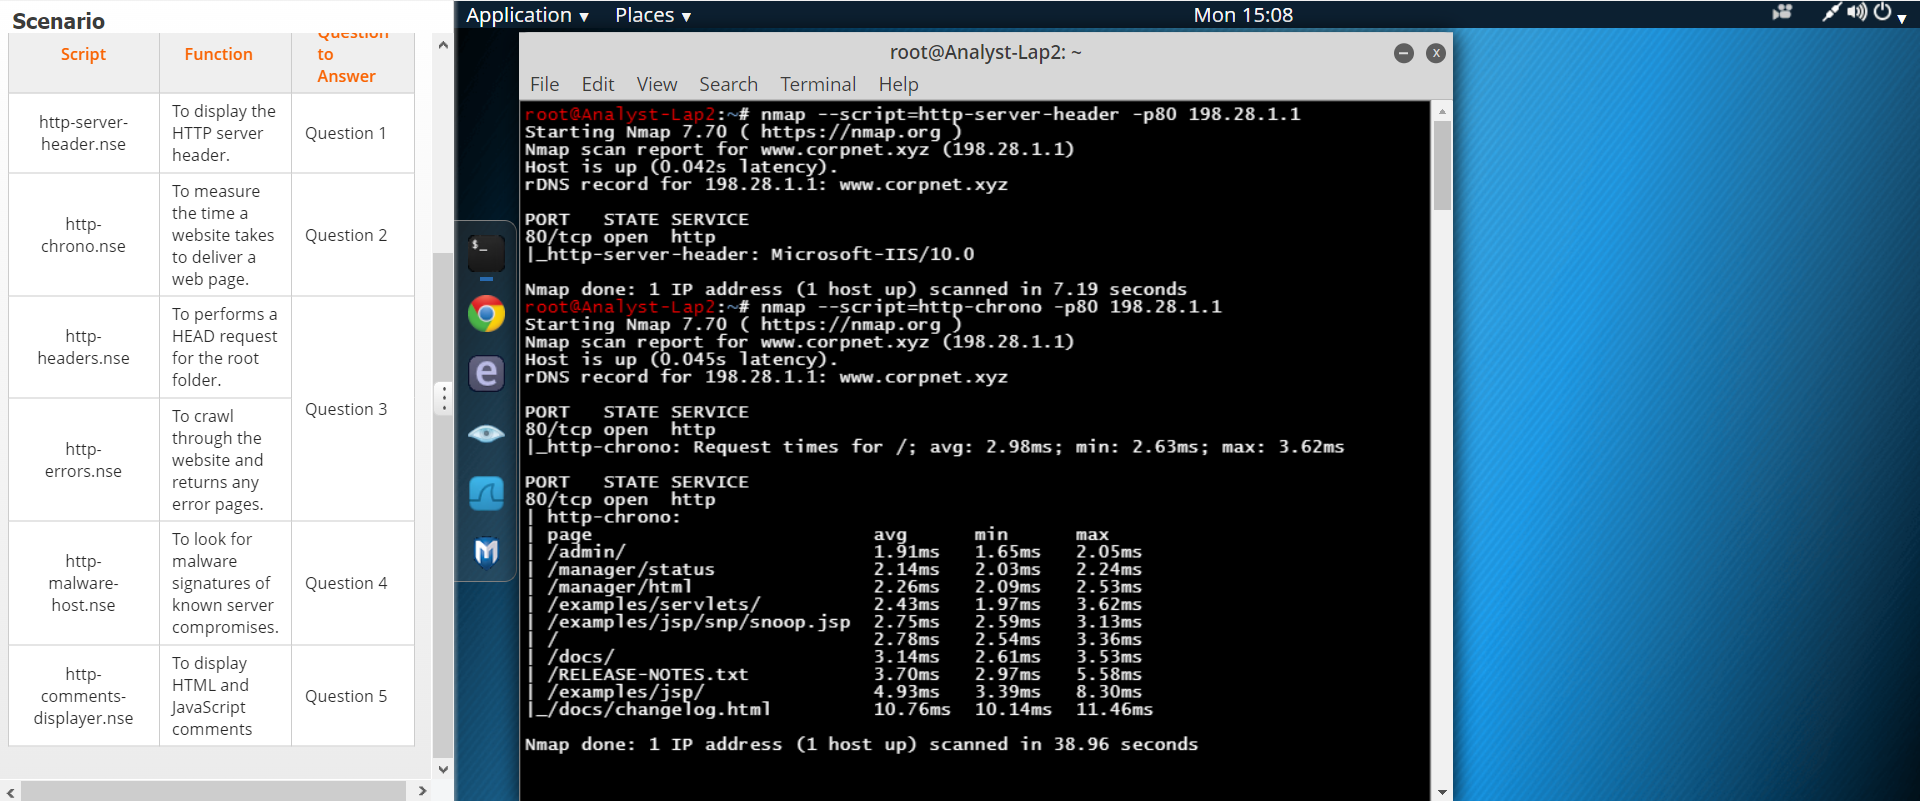 Scenario
Script
Function
Question
to
Answer
http-server-
header.nse
To display the
HTTP server
header.
Question 1
http-
chrono.nse
To measure
the time a
website takes
to deliver a
web page.
Question 2
http-
headers.nse
To performs a
HEAD request
for the root
folder.
Question 3
http-
errors.nse
To crawl
through the
website and
returns any
error pages.
http-
malware-
host.nse
To look for
malware
signatures of
known server
compromises.
Question 4
http-
comments-
displayer.nse
To display
HTML and
JavaScript
comments
Question 5
Application ▾ Places ▾ Mon 15:08
root@Analyst-Lap2: ~
File Edit View Search Terminal Help
root@Analyst-Lap2:~# nmap --script=http-server-header -p80 198.28.1.1
Starting Nmap 7.70 ( https://nmap.org )
Nmap scan report for www.corpnet.xyz (198.28.1.1)
Host is up (0.042s latency).
rDNS record for 198.28.1.1: www.corpnet.xyz
PORT   STATE SERVICE
80/tcp open  http
|_http-server-header: Microsoft-IIS/10.0
Nmap done: 1 IP address (1 host up) scanned in 7.19 seconds
root@Analyst-Lap2:~# nmap --script=http-chrono -p80 198.28.1.1
Starting Nmap 7.70 ( https://nmap.org )
Nmap scan report for www.corpnet.xyz (198.28.1.1)
Host is up (0.045s latency).
rDNS record for 198.28.1.1: www.corpnet.xyz
PORT   STATE SERVICE
80/tcp open  http
|_http-chrono: Request times for /; avg: 2.98ms; min: 2.63ms; max: 3.62ms
PORT   STATE SERVICE
80/tcp open  http
| http-chrono:
| page                         avg      min      max
| /admin/                      1.91ms   1.65ms   2.05ms
| /manager/status              2.14ms   2.03ms   2.24ms
| /manager/html                2.26ms   2.09ms   2.53ms
| /examples/servlets/          2.43ms   1.97ms   3.62ms
| /examples/jsp/snp/snoop.jsp  2.75ms   2.59ms   3.13ms
| /                            2.78ms   2.54ms   3.36ms
| /docs/                       3.14ms   2.61ms   3.53ms
| /RELEASE-NOTES.txt           3.70ms   2.97ms   5.58ms
| /examples/jsp/               4.93ms   3.39ms   8.30ms
|_/docs/changelog.html         10.76ms  10.14ms  11.46ms
Nmap done: 1 IP address (1 host up) scanned in 38.96 seconds